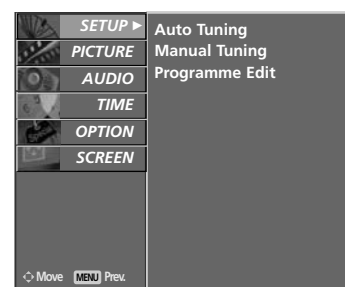 SETUP
PICTURE
AUDIO
TIME
OPTION
SCREEN
Auto Tuning
Manual Tuning
Programme Edit
Move MENU Prev.